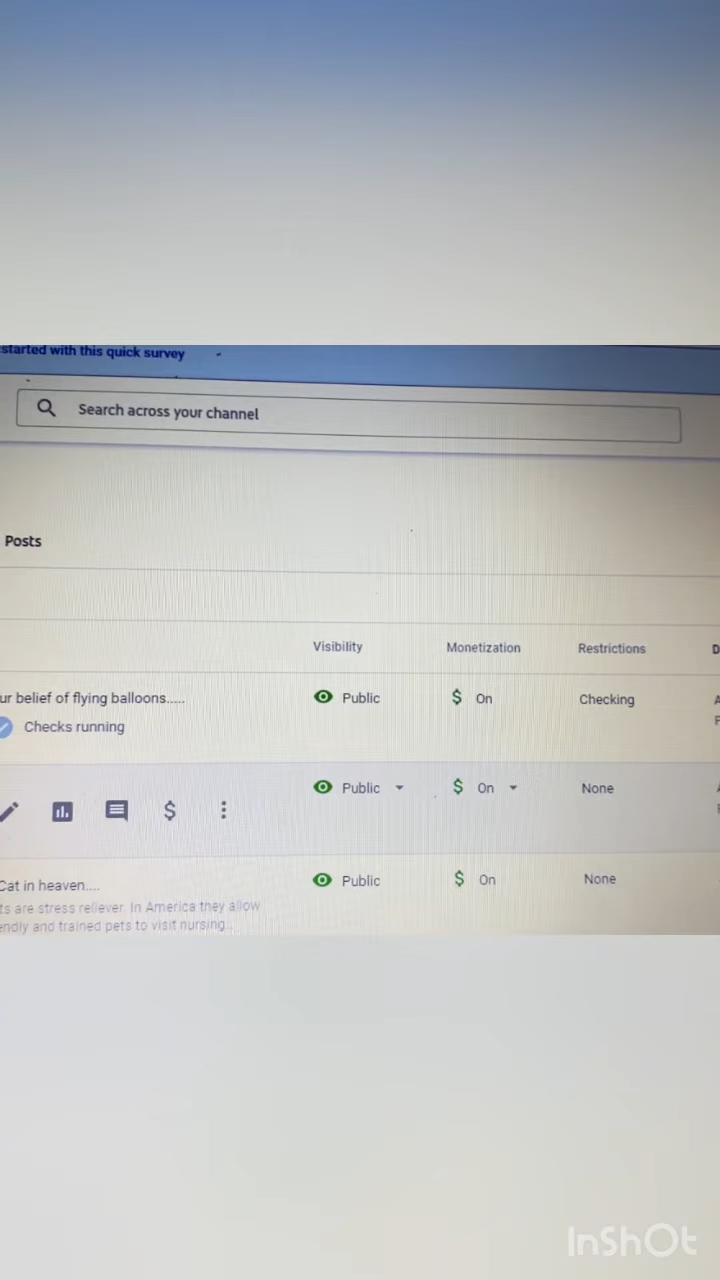 started with this quick survey
Search across your channel
Posts
Visibility Monetization Restrictions D
ur belief of flying balloons.....
Public $ On Checking
Checks running
Public $ On None
$
Cat in heaven....
Public $ On None
ts are stress reliever. In America they allow
endly and trained pets to visit nursing...
InShOt